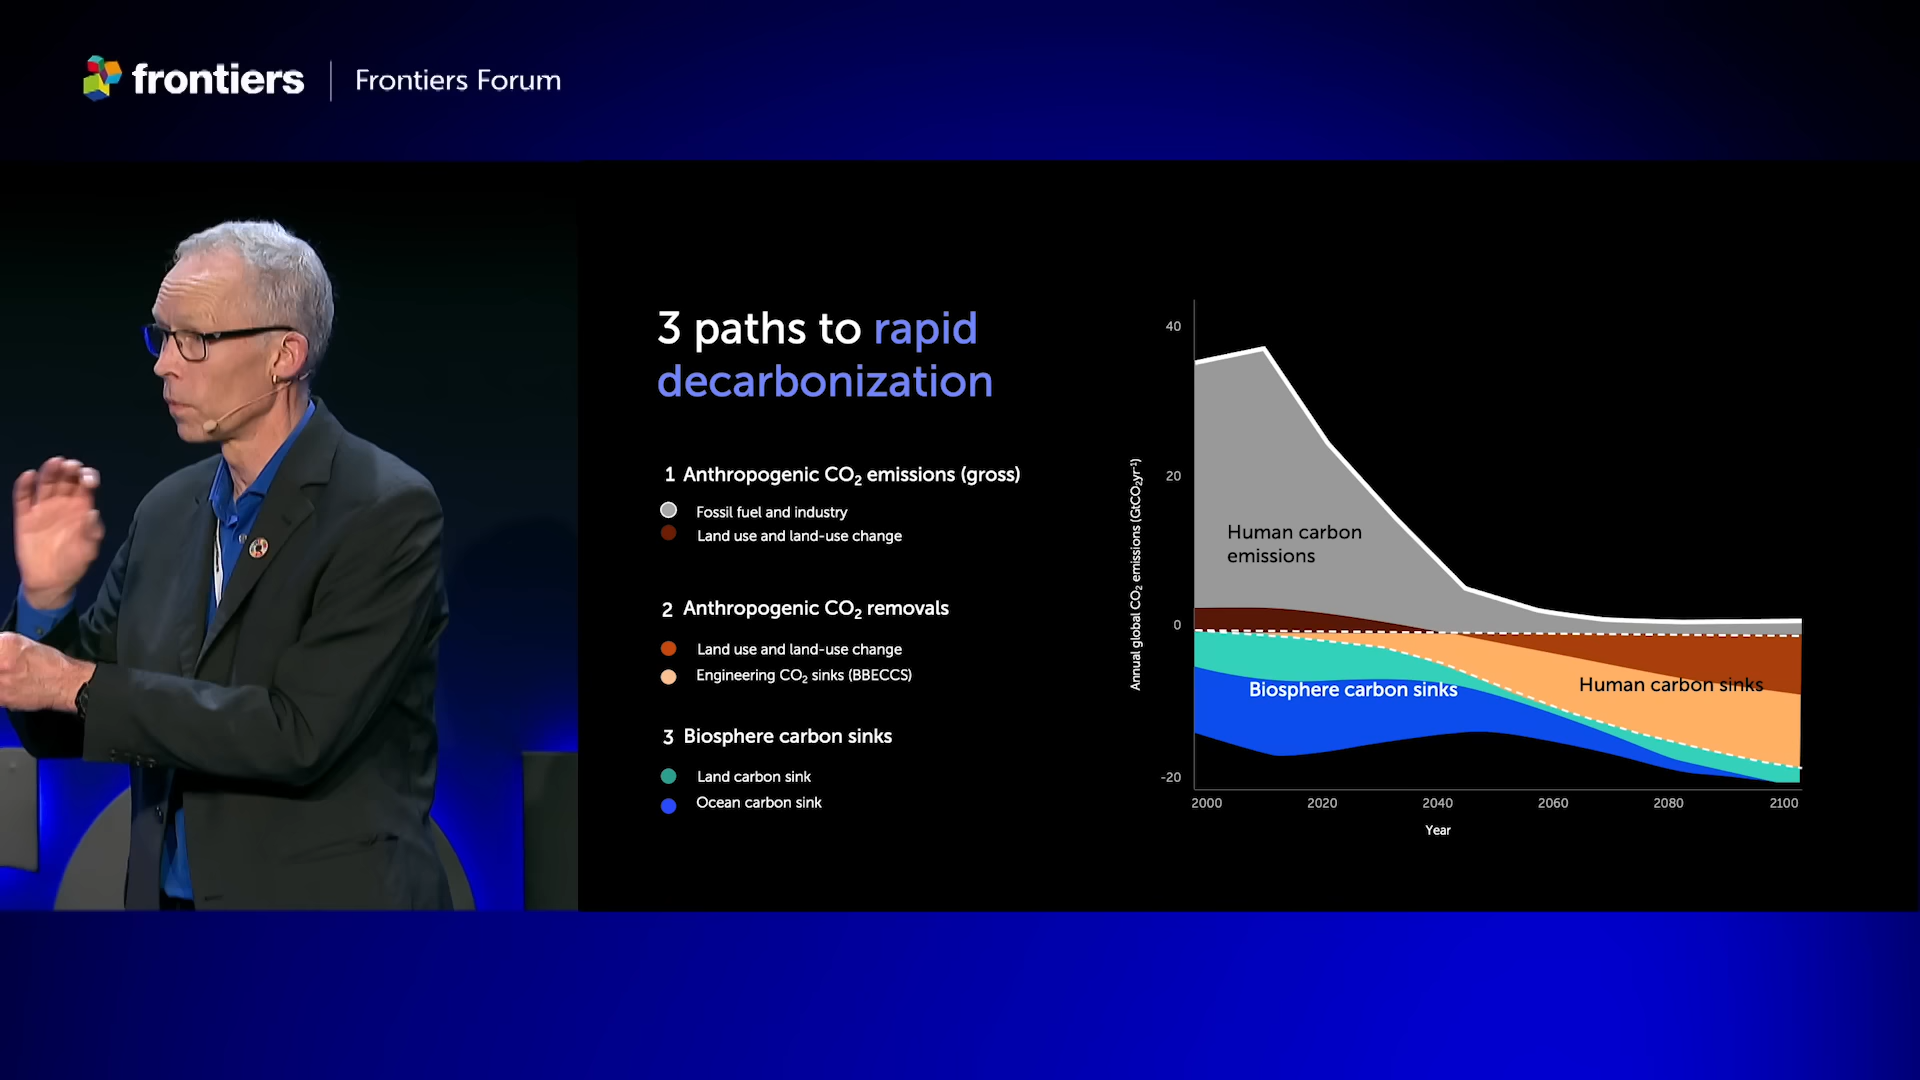 frontiers | Frontiers Forum
3 paths to rapid
decarbonization
1 Anthropogenic CO₂ emissions (gross)
Fossil fuel and industry
Land use and land-use change
2 Anthropogenic CO₂ removals
Land use and land-use change
Engineering CO₂ sinks (BBECCS)
3 Biosphere carbon sinks
Land carbon sink
Ocean carbon sink
Annual global CO₂ emissions (GtCO₂yr⁻¹)
40
20
0
-20
Human carbon
emissions
Biosphere carbon sinks
Human carbon sinks
2000 2020 2040 2060 2080 2100
Year